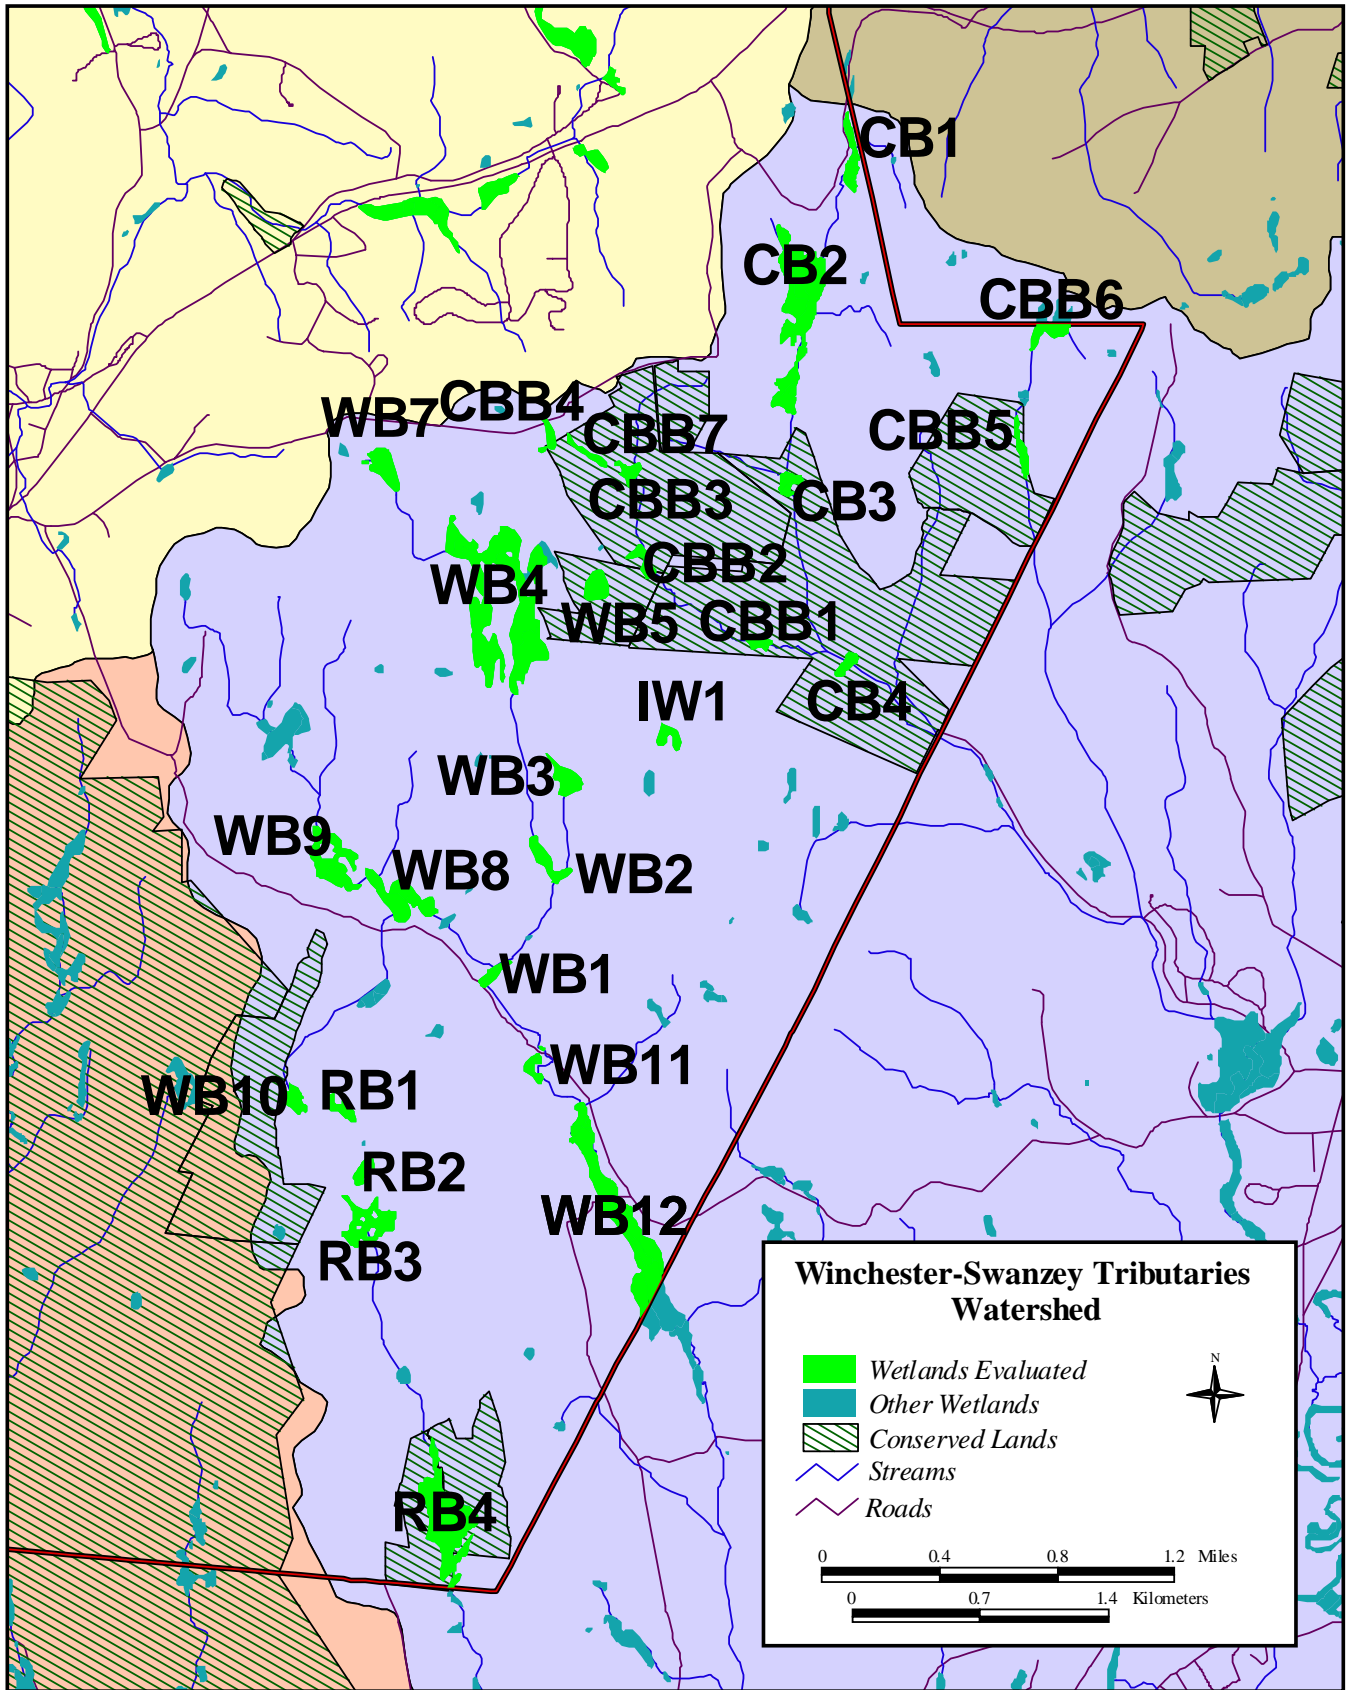 CB1
CB2
CBB6
CBB4
WB7
CBB7
CBB5
CBB3
CB3
CBB2
WB4
WB5
CBB1
IW1
CB4
WB3
WB9
WB8
WB2
WB1
WB11
WB10
RB1
RB2
WB12
RB3
RB4
Winchester-Swanzey Tributaries
Watershed
N
Wetlands Evaluated
Other Wetlands
Conserved Lands
Streams
Roads
0 0.4 0.8 1.2 Miles
0 0.7 1.4 Kilometers